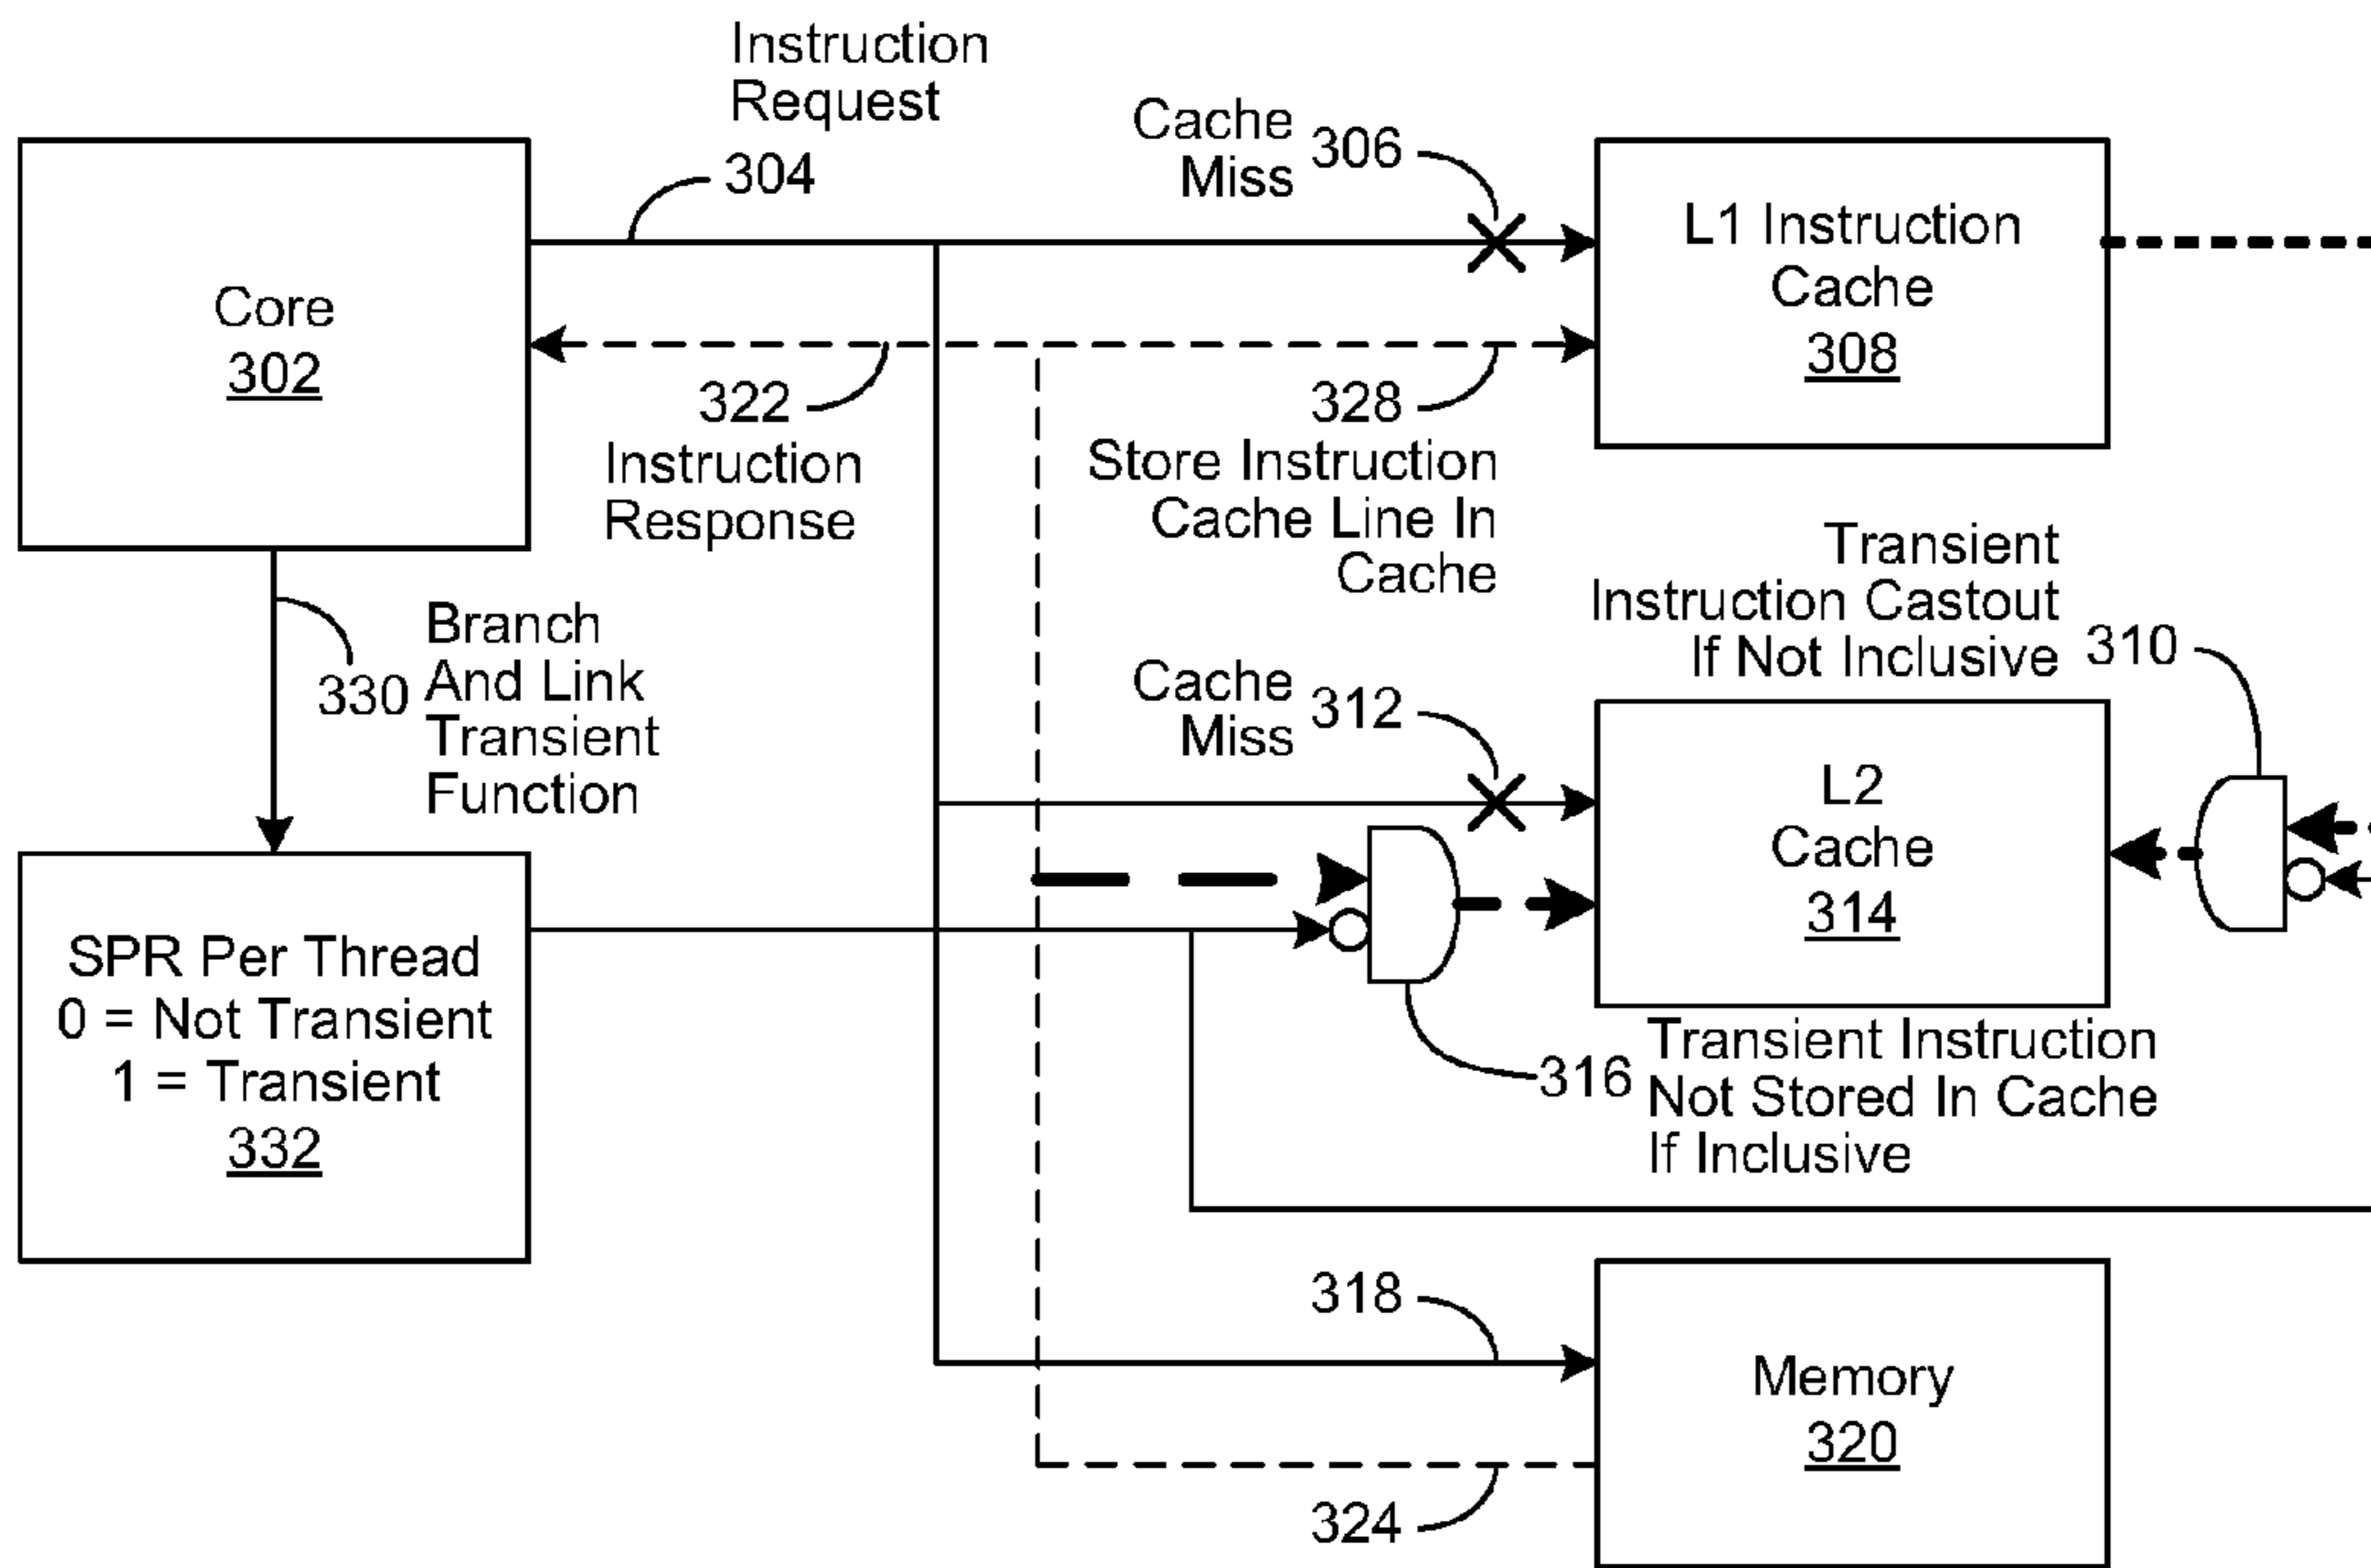 Instruction
Request
304
Cache
Miss
306
Core
302
L1 Instruction
Cache
308
322
Instruction
Response
328
Store Instruction
Cache Line In
Cache
Transient
Instruction Castout
If Not Inclusive
310
330
Branch
And Link
Transient
Function
Cache
Miss
312
L2
Cache
314
SPR Per Thread
0 = Not Transient
1 = Transient
332
316
Transient Instruction
Not Stored In Cache
If Inclusive
318
Memory
320
324